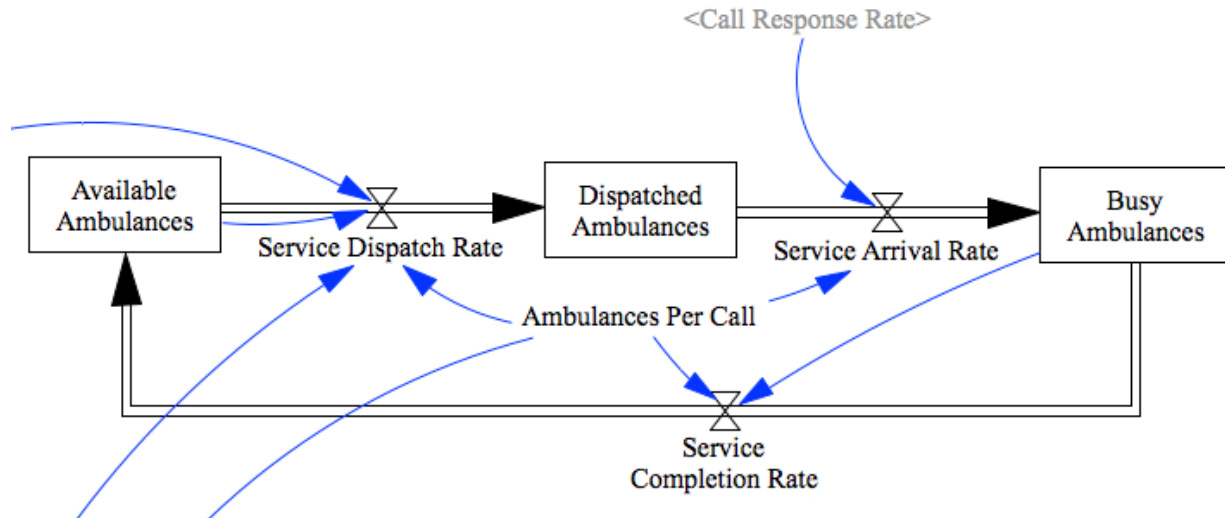 <Call Response Rate>
Available
Ambulances
Dispatched
Ambulances
Busy
Ambulances
Service Dispatch Rate
Service Arrival Rate
Ambulances Per Call
Service
Completion Rate